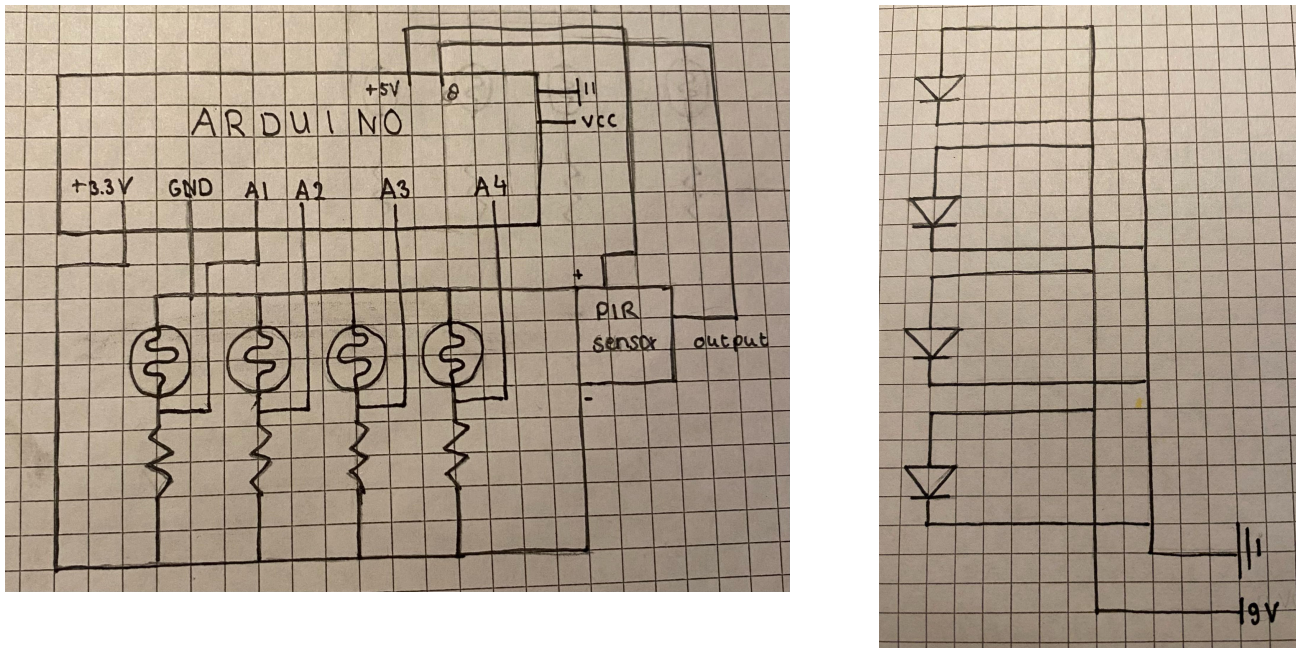 +5V 8
VCC
ARDUINO
+3.3V GND A1 A2 A3 A4
+
PIR
sensor output
-
9V